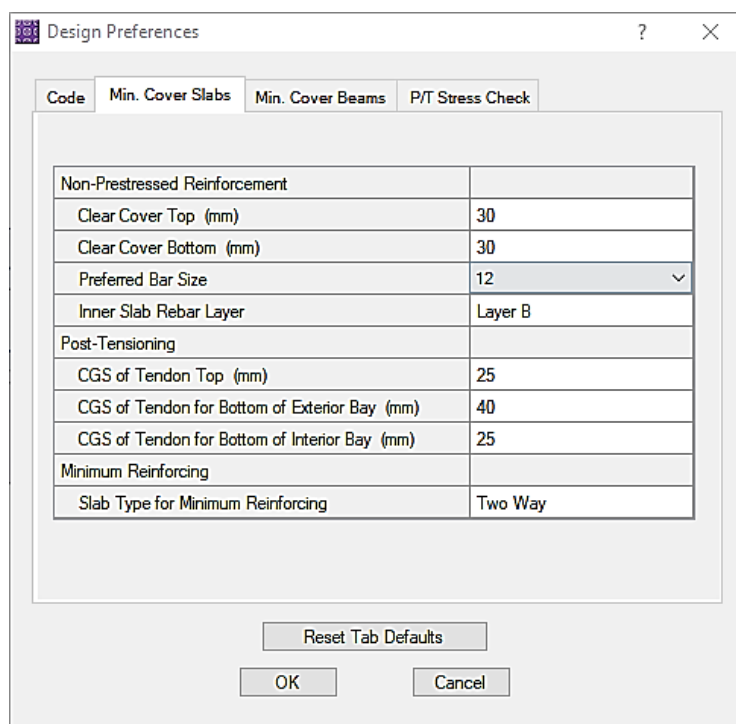 Design Preferences ?
Code Min. Cover Slabs Min. Cover Beams P/T Stress Check
Non-Prestressed Reinforcement
Clear Cover Top (mm) 30
Clear Cover Bottom (mm) 30
Preferred Bar Size 12
Inner Slab Rebar Layer Layer B
Post-Tensioning
CGS of Tendon Top (mm) 25
CGS of Tendon for Bottom of Exterior Bay (mm) 40
CGS of Tendon for Bottom of Interior Bay (mm) 25
Minimum Reinforcing
Slab Type for Minimum Reinforcing Two Way
Reset Tab Defaults
OK Cancel